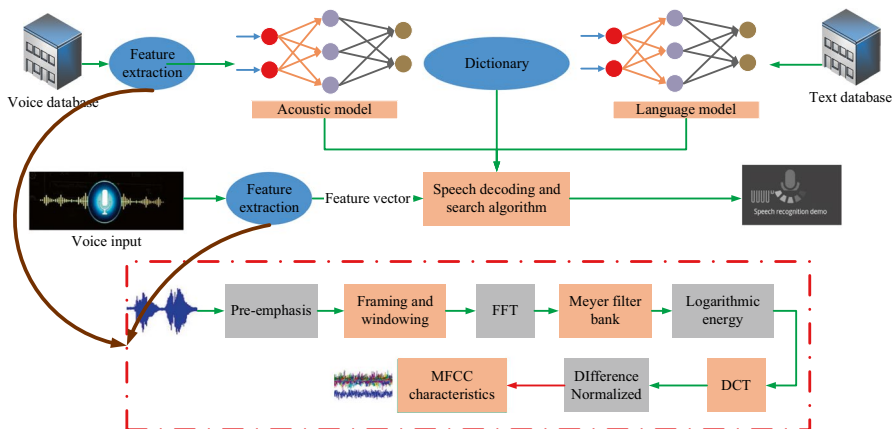 Feature
extraction
Dictionary
Voice database
Acoustic model
Language model
Text database
Feature
extraction
Feature vector
Speech decoding and
search algorithm
Speech recognition demo
Voice input
Pre-emphasis
Framing and
windowing
FFT
Meyer filter
bank
Logarithmic
energy
MFCC
characteristics
DIfference
Normalized
DCT